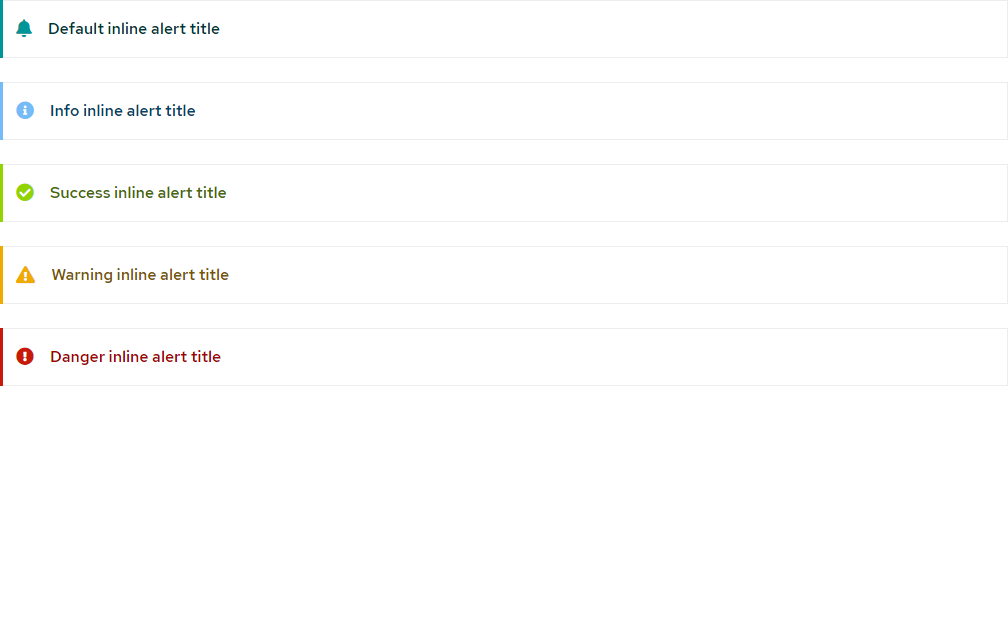 Default inline alert title
Info inline alert title
Success inline alert title
Warning inline alert title
Danger inline alert title